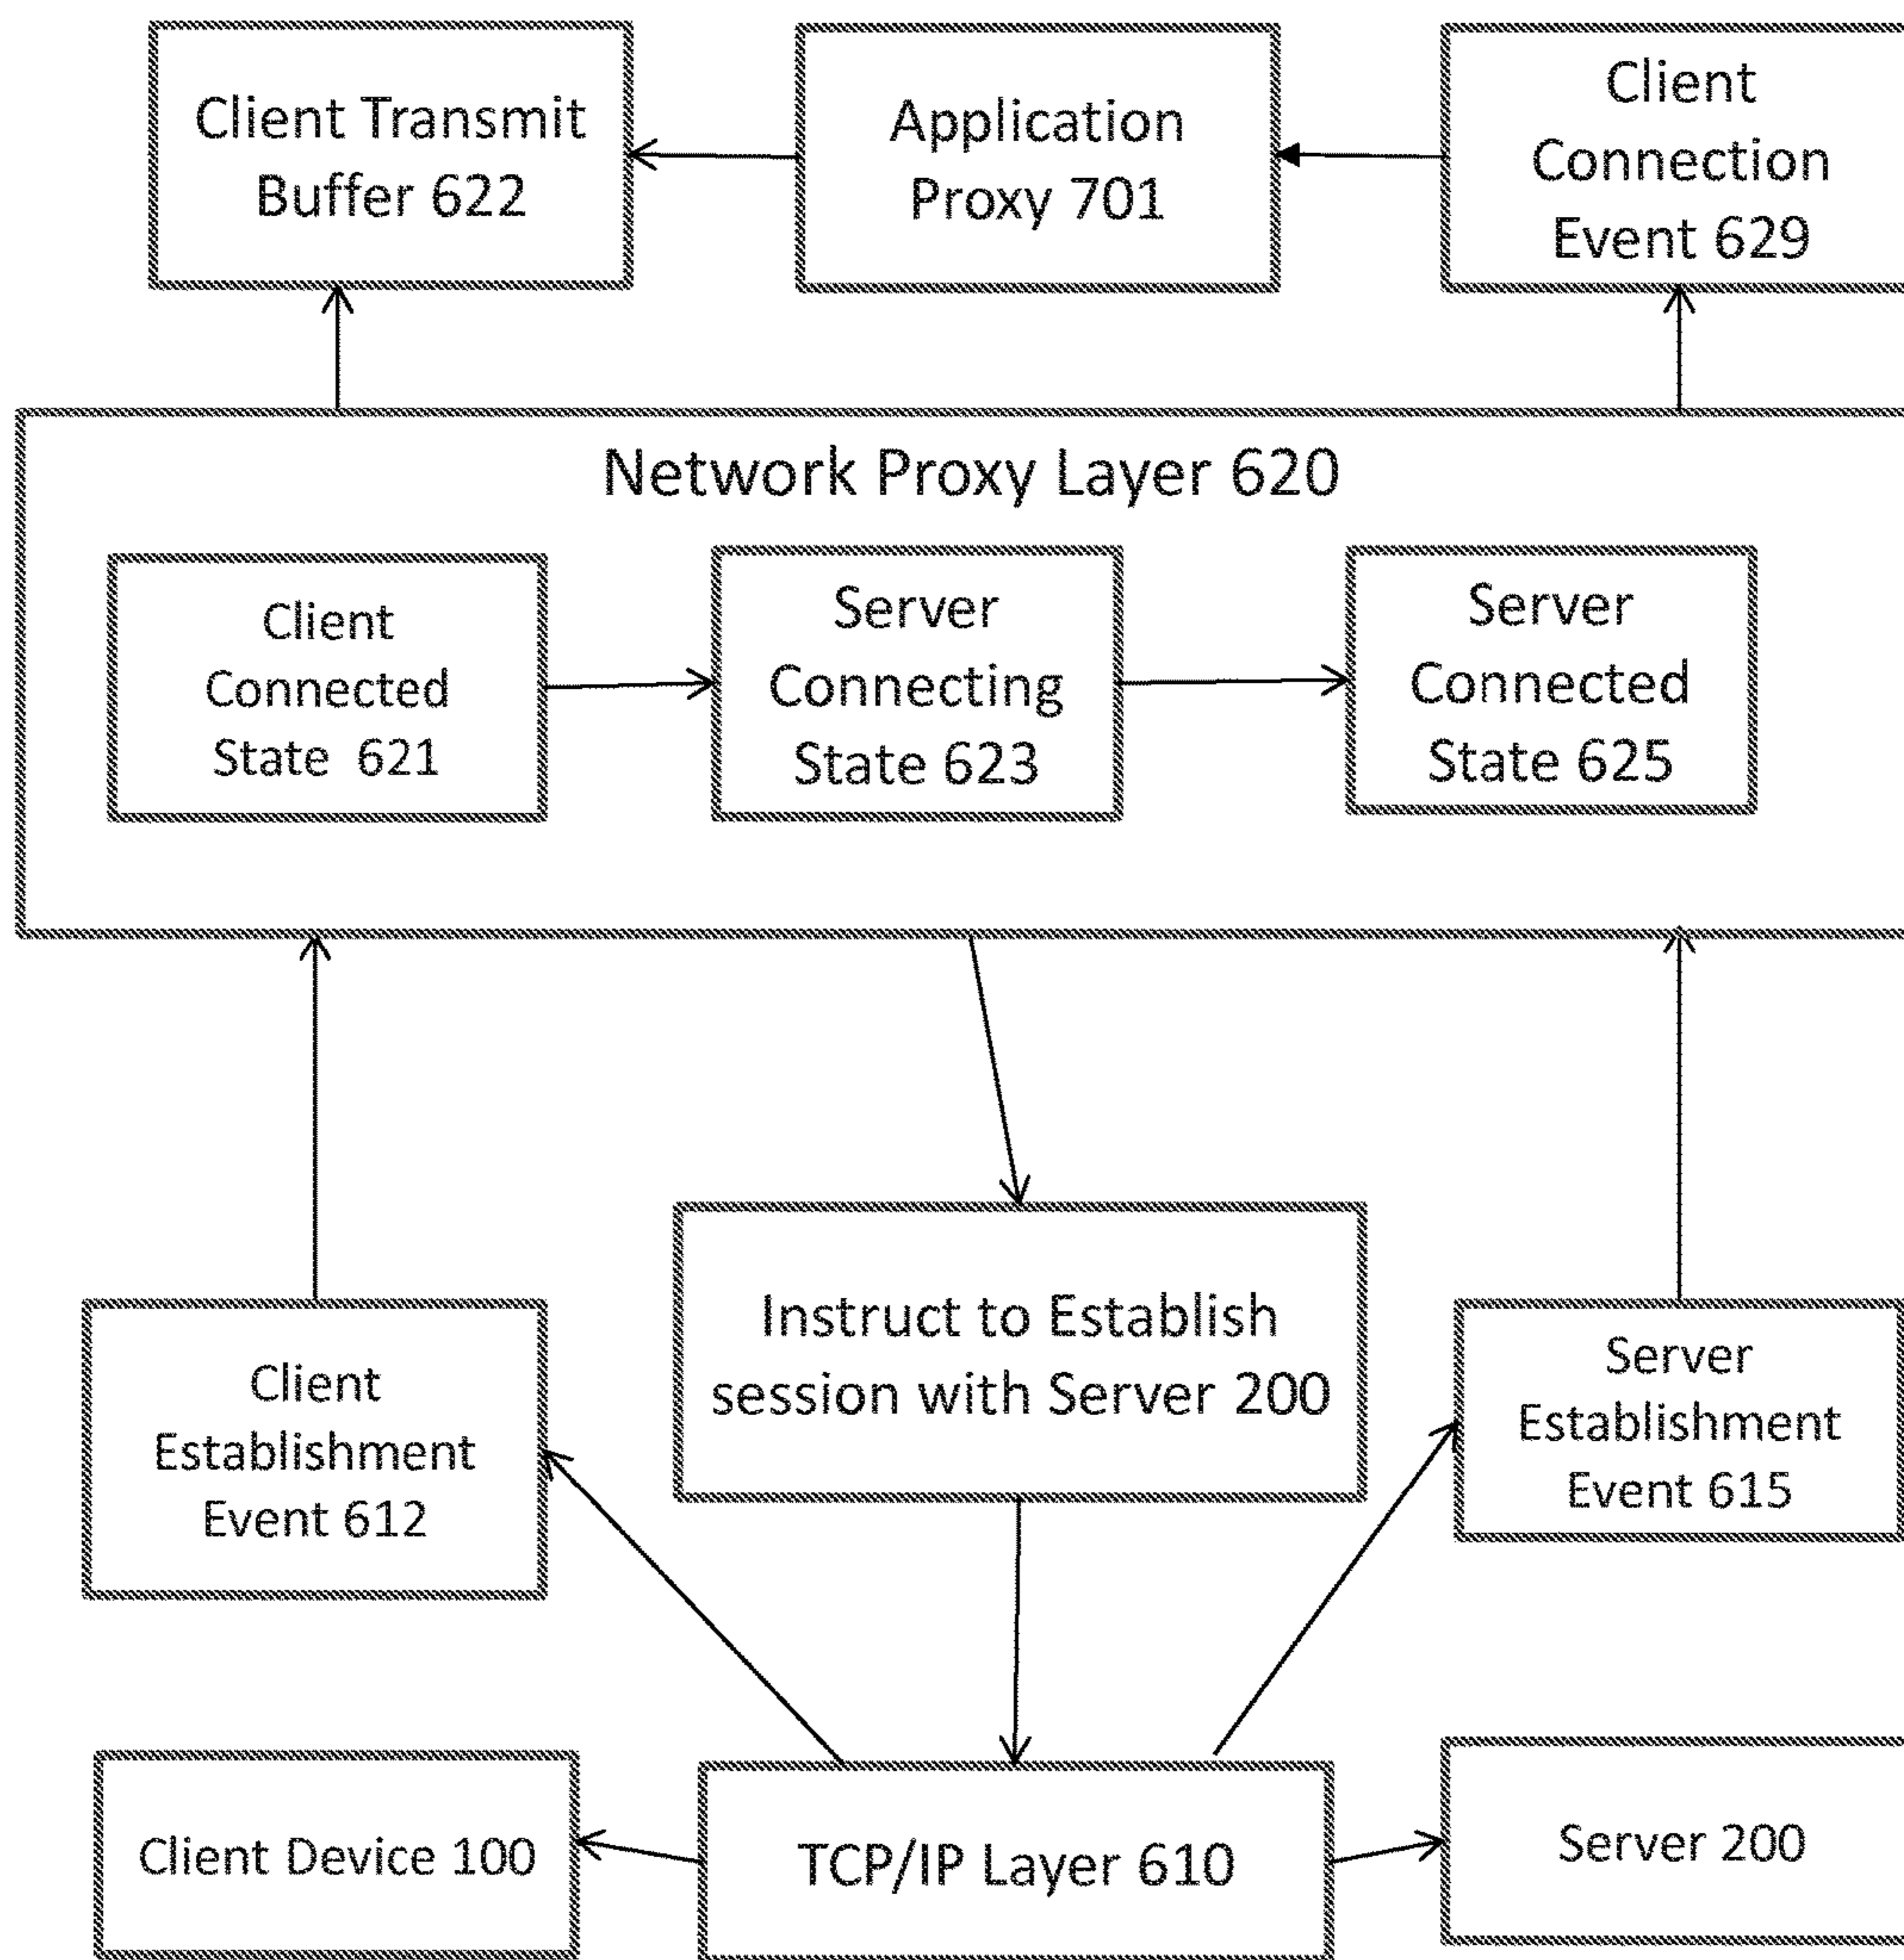 Client Transmit
Buffer 622
Application
Proxy 701
Client
Connection
Event 629
Network Proxy Layer 620
Client
Connected
State 621
Server
Connecting
State 623
Server
Connected
State 625
Instruct to Establish
session with Server 200
Client
Establishment
Event 612
Server
Establishment
Event 615
Client Device 100
TCP/IP Layer 610
Server 200